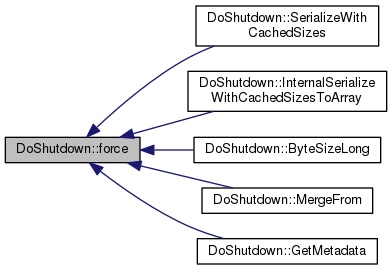 DoShutdown::SerializeWith
CachedSizes
DoShutdown::InternalSerialize
WithCachedSizesToArray
DoShutdown::force
DoShutdown::ByteSizeLong
DoShutdown::MergeFrom
DoShutdown::GetMetadata